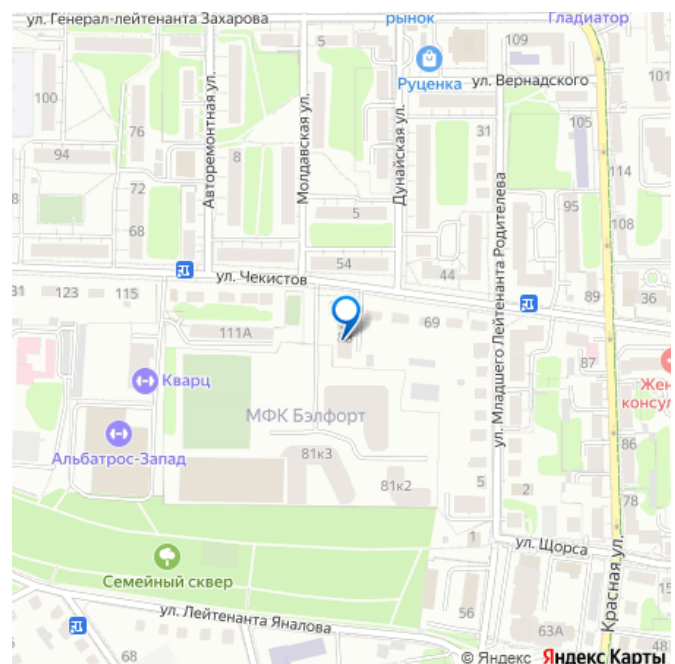 ул. Генерал-лейтенанта Захарова
5
рынок
Гладиатор
109
Руценка
ул. Вернадского
101
100
105
76
31
94
8
114
Авторемонтная ул.
Молдавская ул.
Дунайская ул.
72
5
95
68
108
ул. Младшего Лейтенанта Родителева
54
44
ул. Чекистов
31
123
115
89
36
111А
69
87
Кварц
Жен
консул
МФК Бэлфорт
Альбатрос-Запад
86
81к3
81к2
5
2
78
1
ул. Щорса
Семейный сквер
Красная ул.
ул. Лейтенанта Яналова
56
63А
68
© Яндекс Яндекс Карты